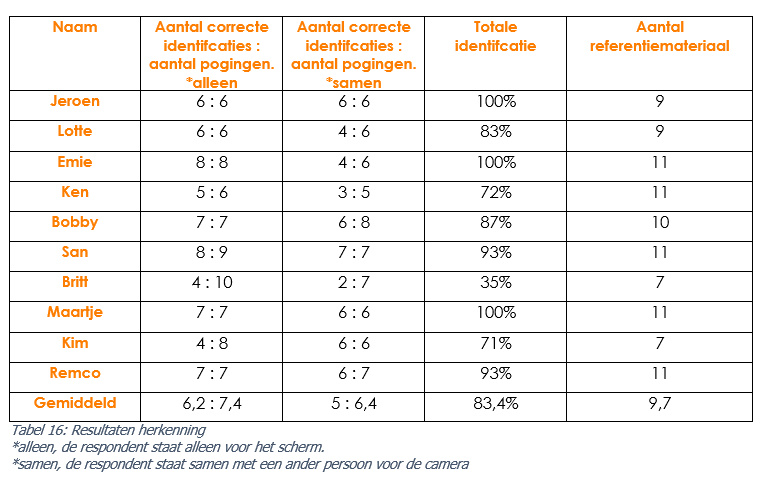 Naam Aantal correcte Aantal correcte Totale Aantal
identifcaties : identifcaties : identifcatie referentiemateriaal
aantal pogingen. aantal pogingen.
*alleen *samen
Jeroen 6 : 6 6 : 6 100% 9
Lotte 6 : 6 4 : 6 83% 9
Emie 8 : 8 4 : 6 100% 11
Ken 5 : 6 3 : 5 72% 11
Bobby 7 : 7 6 : 8 87% 10
San 8 : 9 7 : 7 93% 11
Britt 4 : 10 2 : 7 35% 7
Maartje 7 : 7 6 : 6 100% 11
Kim 4 : 8 6 : 6 71% 7
Remco 7 : 7 6 : 7 93% 11
Gemiddeld 6,2 : 7,4 5 : 6,4 83,4% 9,7
Tabel 16: Resultaten herkenning
*alleen, de respondent staat alleen voor het scherm.
*samen, de respondent staat samen met een ander persoon voor de camera